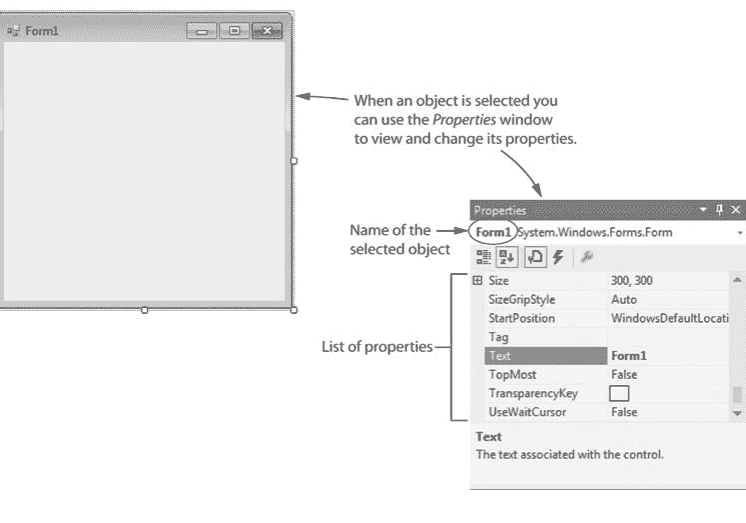 Form1
When an object is selected you
can use the Properties window
to view and change its properties.
Properties
Name of the
selected object
Form1 System.Windows.Forms.Form
List of properties
Size 300, 300
SizeGripStyle Auto
StartPosition WindowsDefaultLocati
Tag
Text Form1
TopMost False
TransparencyKey
UseWaitCursor False
Text
The text associated with the control.